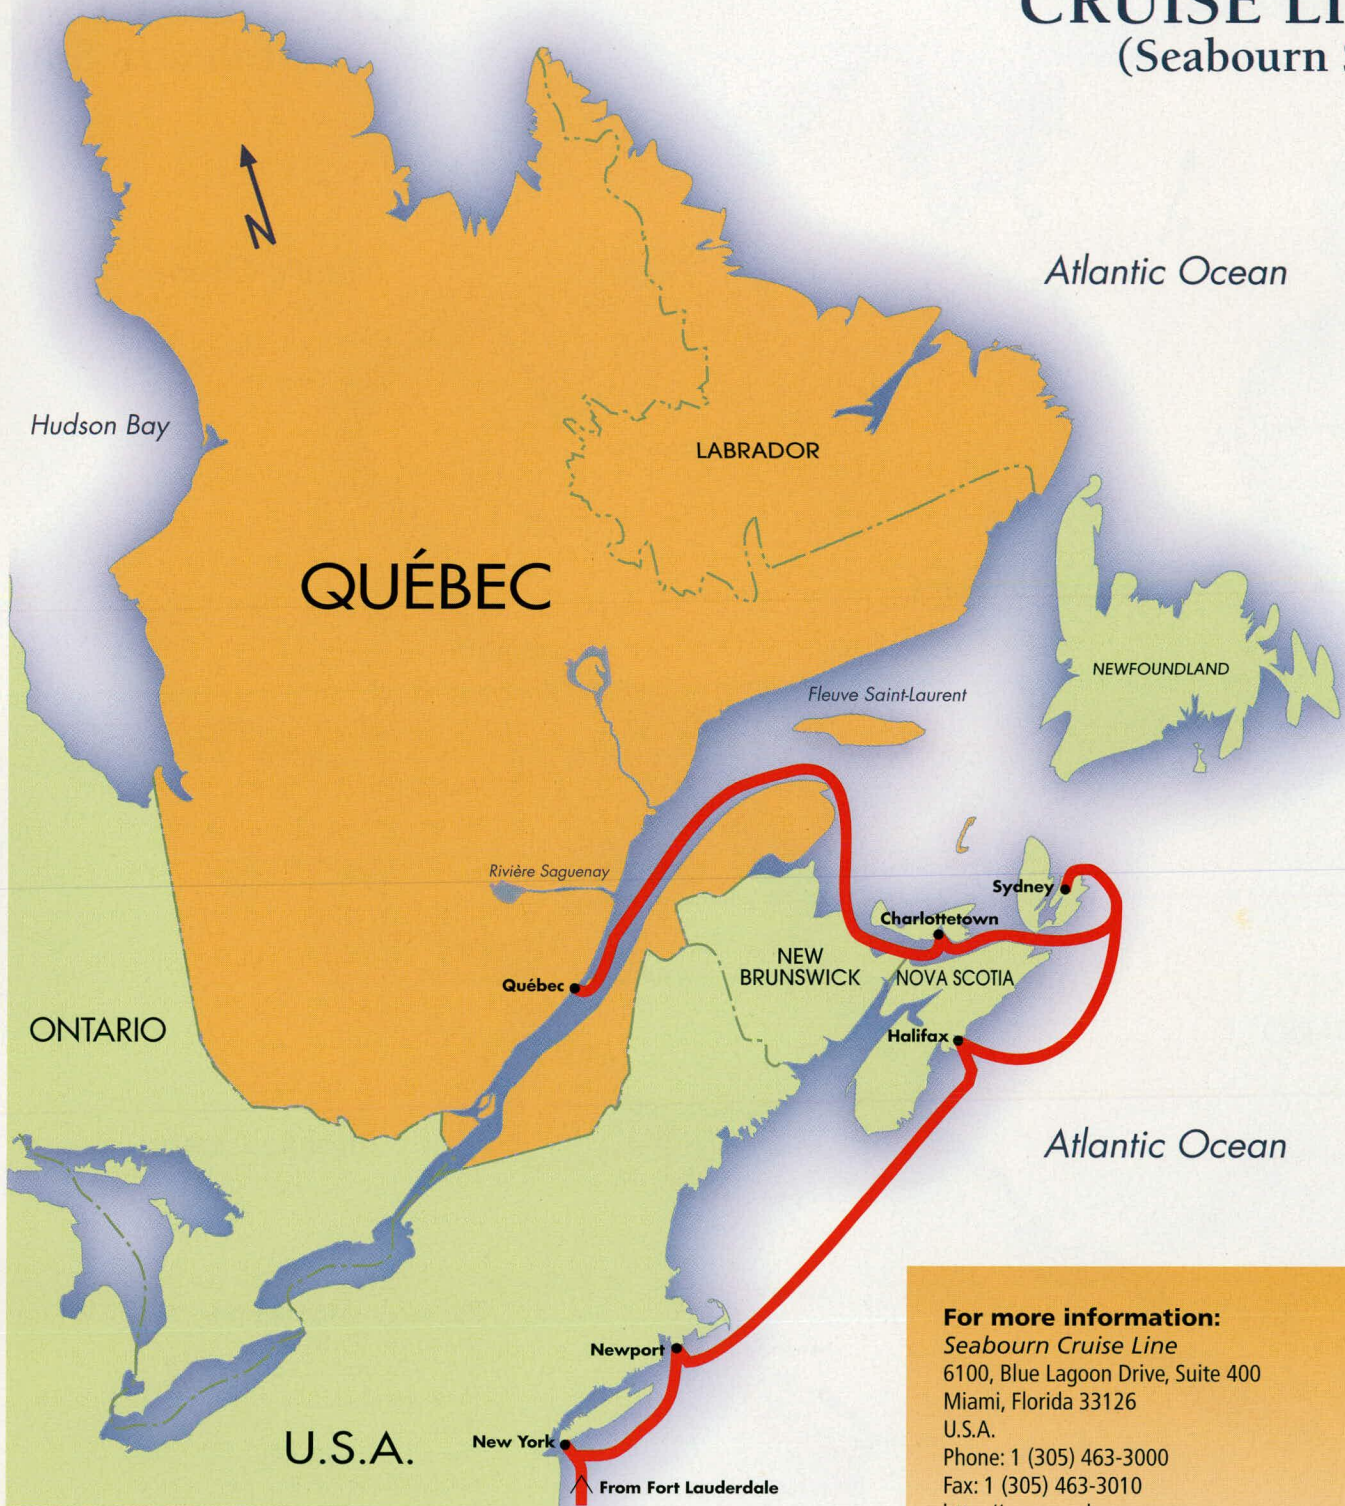 CRUISE LI
(Seabourn
N
Atlantic Ocean
Hudson Bay
LABRADOR
QUÉBEC
NEWFOUNDLAND
Fleuve Saint-Laurent
Rivière Saguenay
Sydney
Charlottetown
NEW
BRUNSWICK
NOVA SCOTIA
Québec
ONTARIO
Halifax
Atlantic Ocean
Newport
New York
U.S.A.
From Fort Lauderdale
For more information:
Seabourn Cruise Line
6100, Blue Lagoon Drive, Suite 400
Miami, Florida 33126
U.S.A.
Phone: 1 (305) 463-3000
Fax: 1 (305) 463-3010